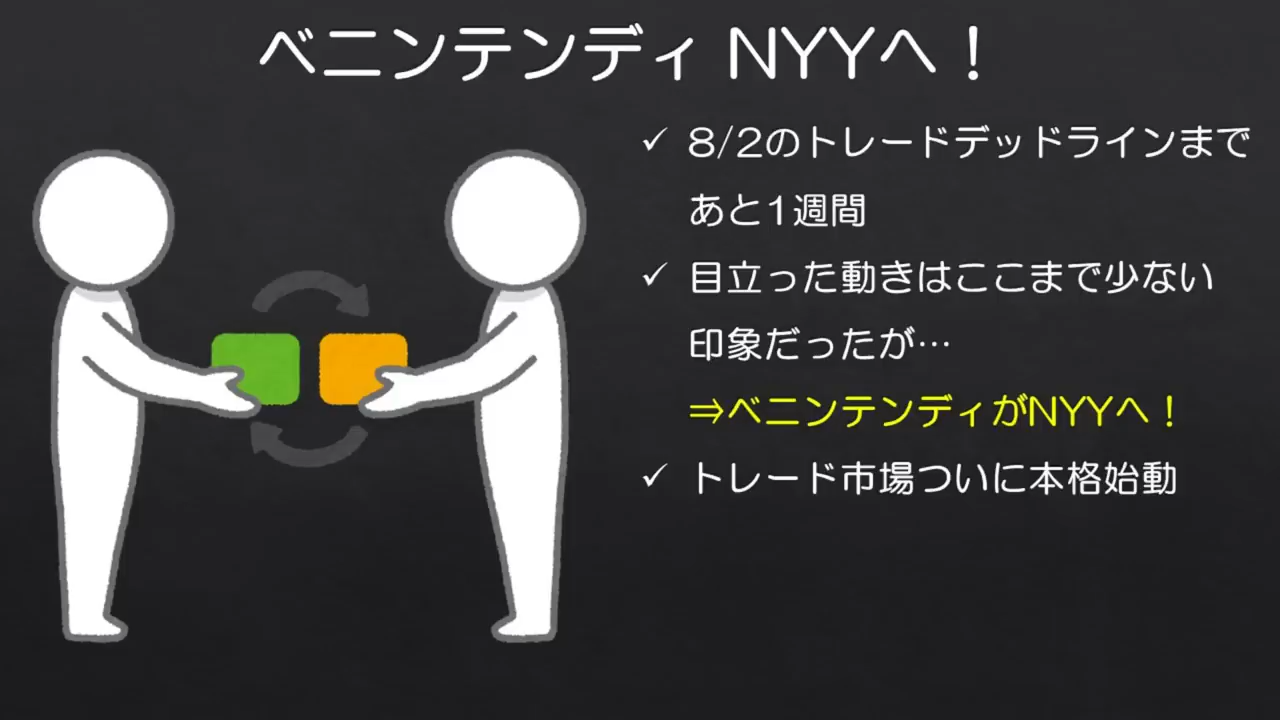 ベニンテンディ NYYへ！
✓ 8/2のトレードデッドラインまで
あと1週間
✓ 目立った動きはここまで少ない
印象だったが…
⇒ベニンテンディがNYYへ！
✓ トレード市場ついに本格始動